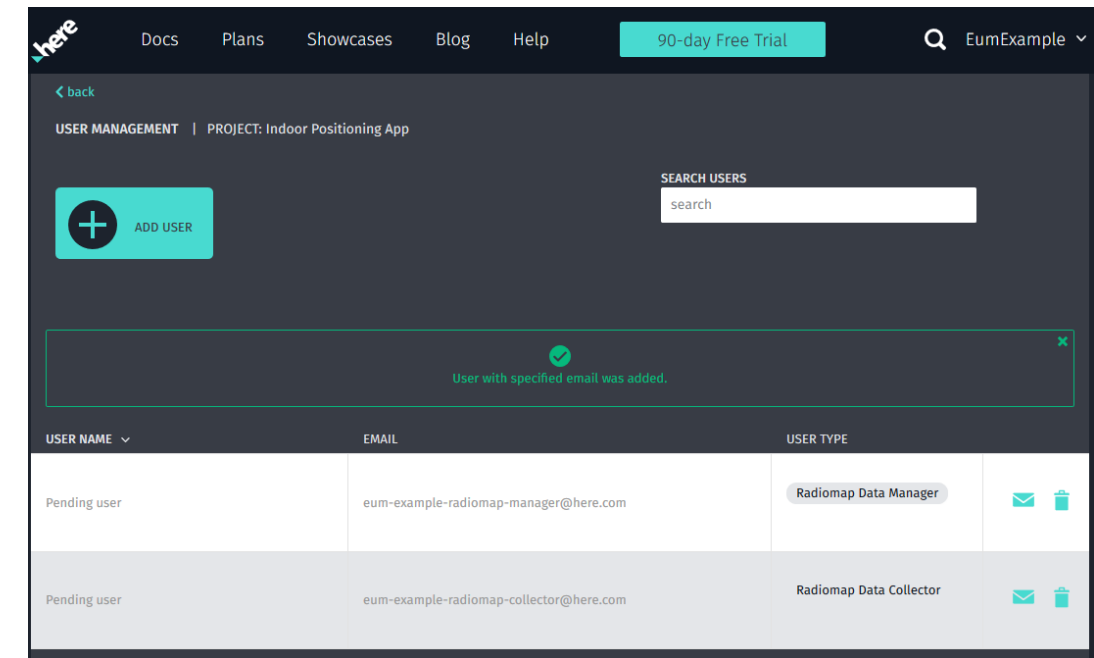 here
Docs Plans Showcases Blog Help 90-day Free Trial EumExample
back
USER MANAGEMENT | PROJECT: Indoor Positioning App
SEARCH USERS
search
ADD USER
User with specified email was added.
USER NAME EMAIL USER TYPE
Pending user eum-example-radiomap-manager@here.com Radiomap Data Manager
Pending user eum-example-radiomap-collector@here.com Radiomap Data Collector